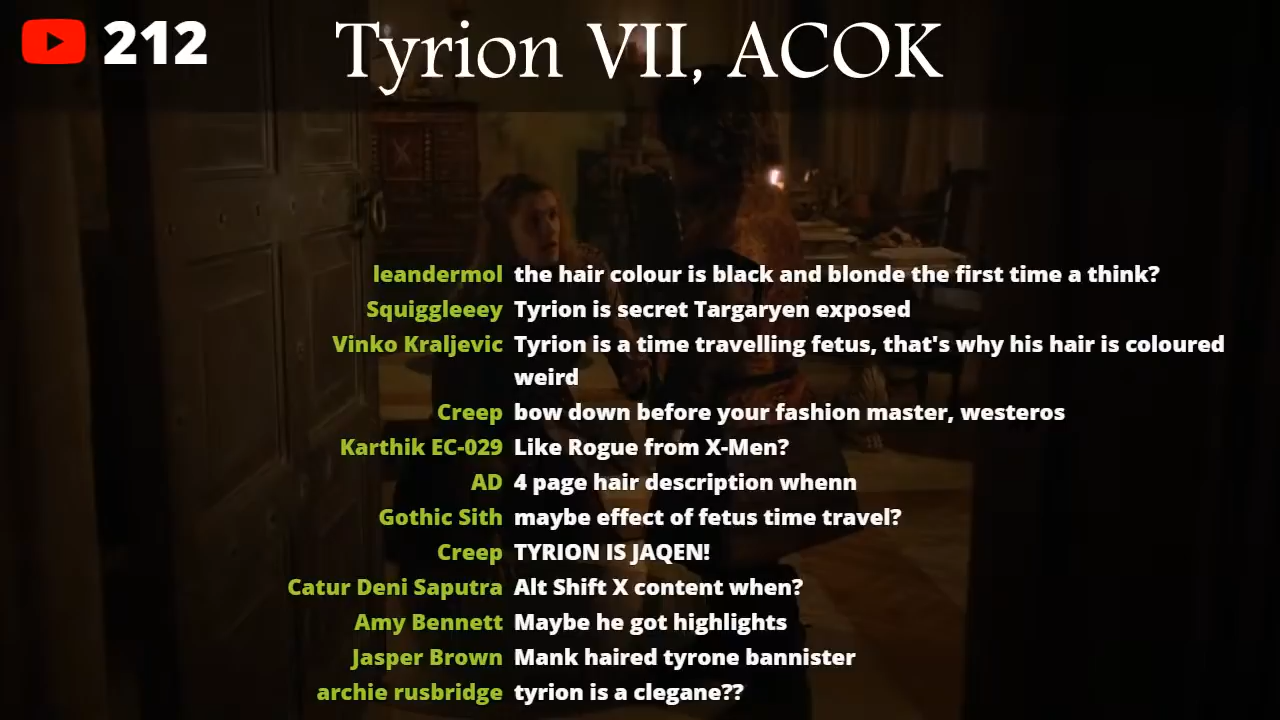 212
Tyrion VII, ACOK
leandermol the hair colour is black and blonde the first time a think?
Squiggleeey Tyrion is secret Targaryen exposed
Vinko Kraljevic Tyrion is a time travelling fetus, that's why his hair is coloured
weird
Creep bow down before your fashion master, westeros
Karthik EC-029 Like Rogue from X-Men?
AD 4 page hair description whenn
Gothic Sith maybe effect of fetus time travel?
Creep TYRION IS JAQEN!
Catur Deni Saputra Alt Shift X content when?
Amy Bennett Maybe he got highlights
Jasper Brown Mank haired tyrone bannister
archie rusbridge tyrion is a clegane??